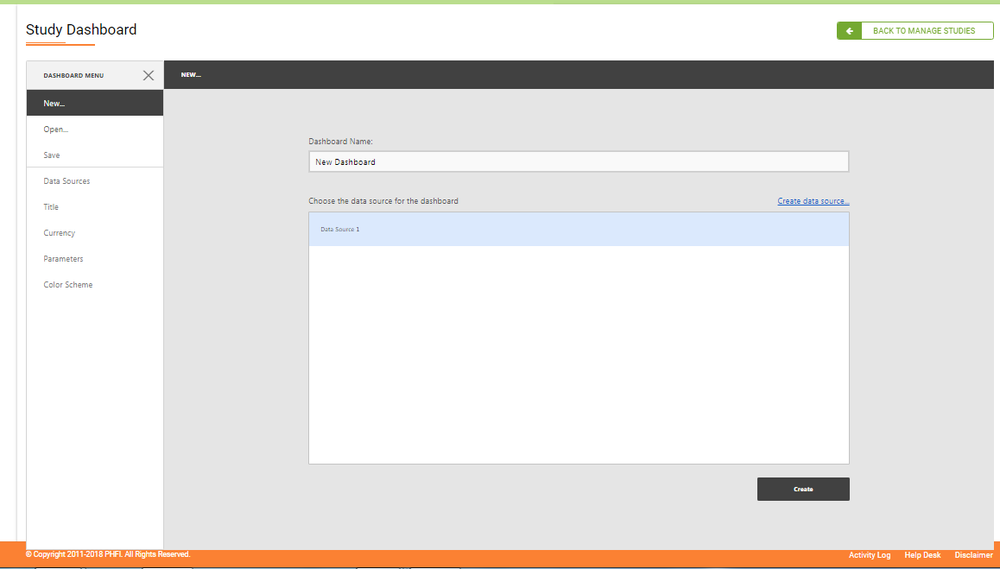 Study Dashboard
BACK TO MANAGE STUDIES
DASHBOARD MENU
NEW...
New...
Open...
Save
Data Sources
Title
Currency
Parameters
Color Scheme
Dashboard Name:
New Dashboard
Choose the data source for the dashboard
Create data source...
Data Source 1
Create
© Copyright 2011-2018 PHFI. All Rights Reserved.
Activity Log
Help Desk
Disclaimer